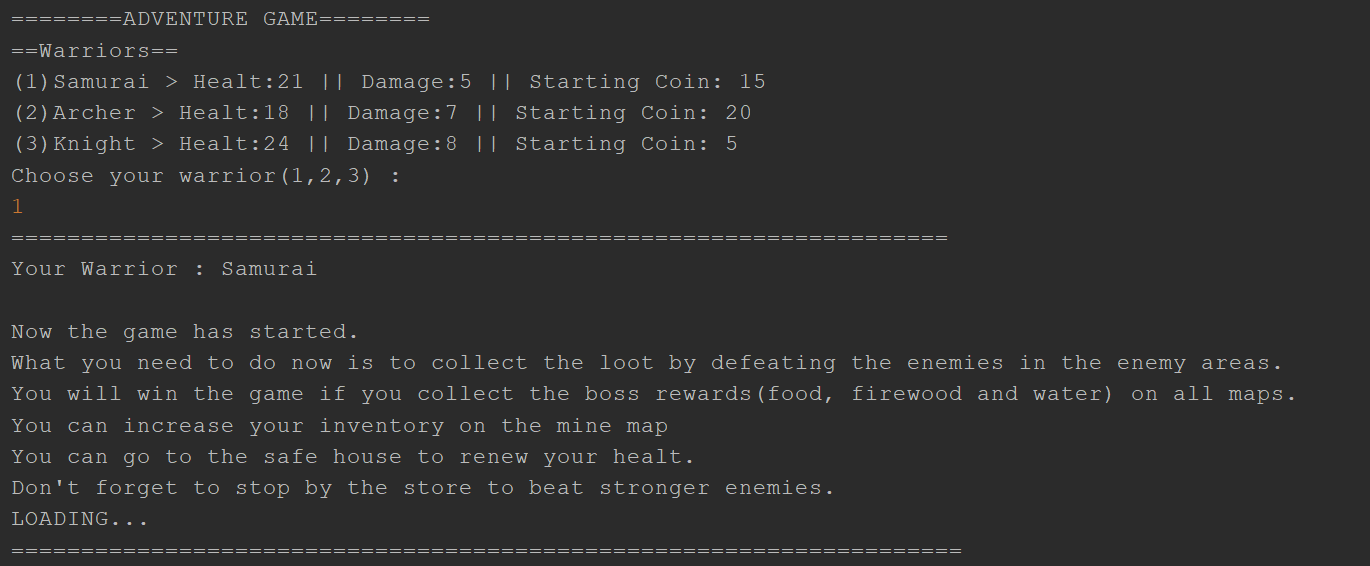 ========ADVENTURE GAME========
==Warriors==
(1)Samurai > Healt:21 || Damage:5 || Starting Coin: 15
(2)Archer > Healt:18 || Damage:7 || Starting Coin: 20
(3)Knight > Healt:24 || Damage:8 || Starting Coin: 5
Choose your warrior(1,2,3) :
1
===================================================================
Your Warrior : Samurai
Now the game has started.
What you need to do now is to collect the loot by defeating the enemies in the enemy areas.
You will win the game if you collect the boss rewards(food, firewood and water) on all maps.
You can increase your inventory on the mine map
You can go to the safe house to renew your healt.
Don't forget to stop by the store to beat stronger enemies.
LOADING...
====================================================================